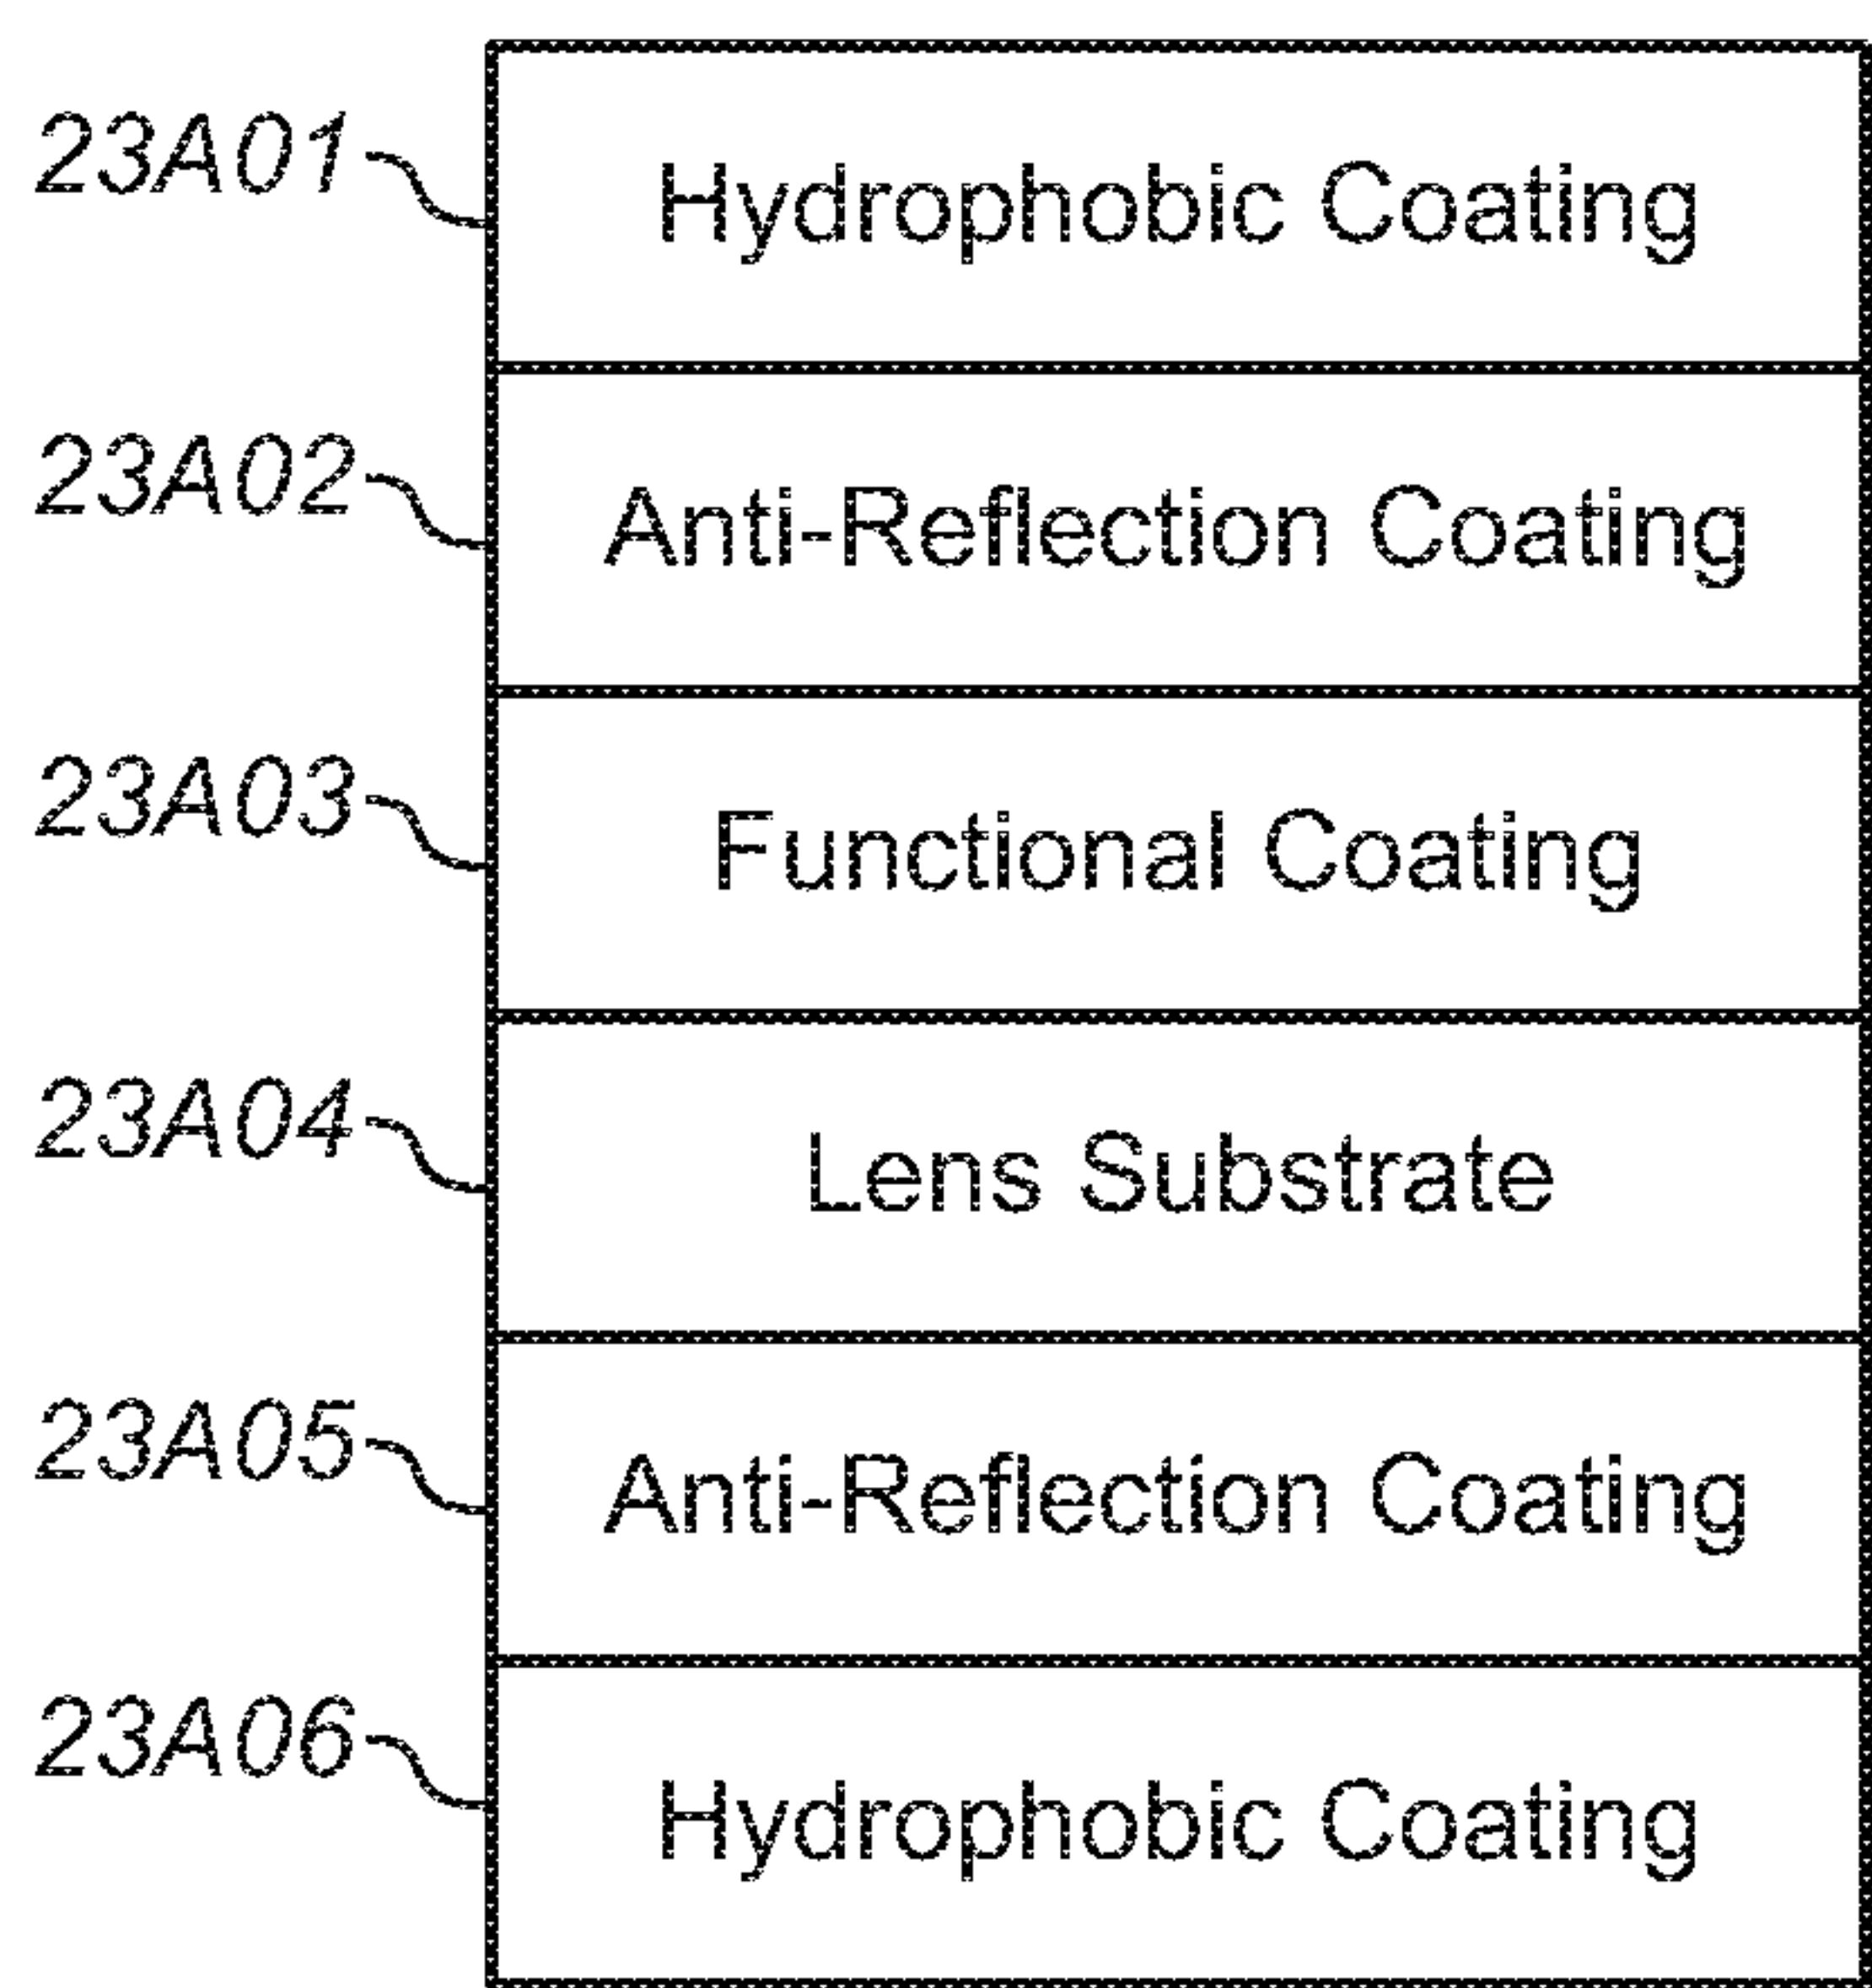 23A01 Hydrophobic Coating
23A02 Anti-Reflection Coating
23A03 Functional Coating
23A04 Lens Substrate
23A05 Anti-Reflection Coating
23A06 Hydrophobic Coating